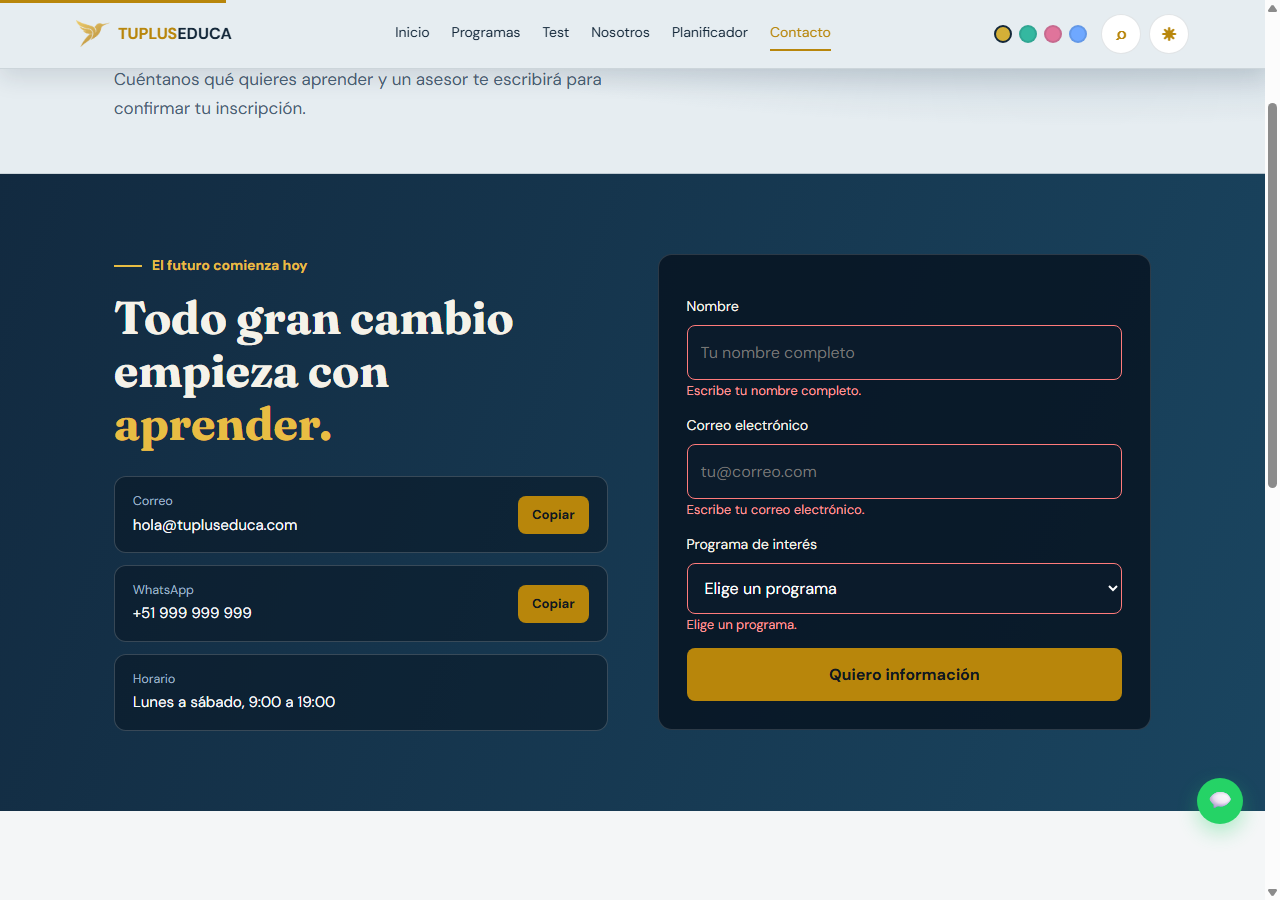 TUPLUSEDUCA
Inicio
Programas
Test
Nosotros
Planificador
Contacto
Cuéntanos qué quieres aprender y un asesor te escribirá para
confirmar tu inscripción.
El futuro comienza hoy
Todo gran cambio
empieza con
aprender.
Correo
hola@tupluseduca.com
Copiar
WhatsApp
+51 999 999 999
Copiar
Horario
Lunes a sábado, 9:00 a 19:00
Nombre
Tu nombre completo
Escribe tu nombre completo.
Correo electrónico
tu@correo.com
Escribe tu correo electrónico.
Programa de interés
Elige un programa
Elige un programa.
Quiero información